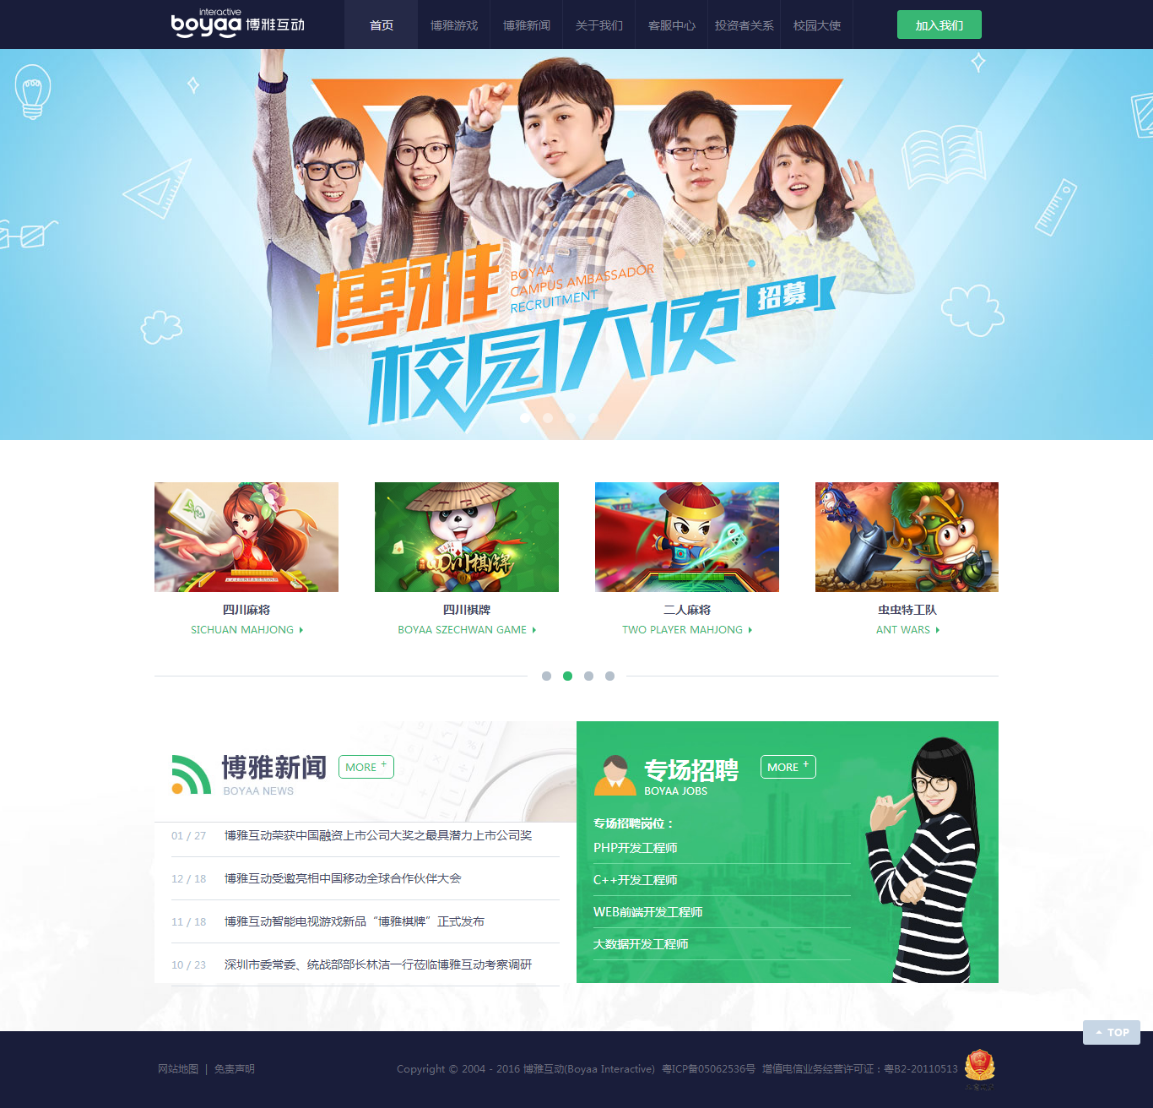 interactive
boyaa 博雅互动
首页 博雅游戏 博雅新闻 关于我们 客服中心 投资者关系 校园大使 加入我们
博雅
BOYAA
CAMPUS AMBASSADOR
RECRUITMENT
校园大使 招募
四川棋牌
四川麻将
SICHUAN MAHJONG
四川棋牌
BOYAA SZECHWAN GAME
二人麻将
TWO PLAYER MAHJONG
虫虫特工队
ANT WARS
博雅新闻 MORE +
BOYAA NEWS
01 / 27 博雅互动荣获中国融资上市公司大奖之最具潜力上市公司奖
12 / 18 博雅互动受邀亮相中国移动全球合作伙伴大会
11 / 18 博雅互动智能电视游戏新品“博雅棋牌”正式发布
10 / 23 深圳市委常委、统战部部长林洁一行莅临博雅互动考察调研
专场招聘 MORE +
BOYAA JOBS
专场招聘岗位：
PHP开发工程师
C++开发工程师
WEB前端开发工程师
大数据开发工程师
TOP
网站地图 | 免责声明
Copyright © 2004 - 2016 博雅互动(Boyaa Interactive) 粤ICP备05062536号 增值电信业务经营许可证：粤B2-20110513